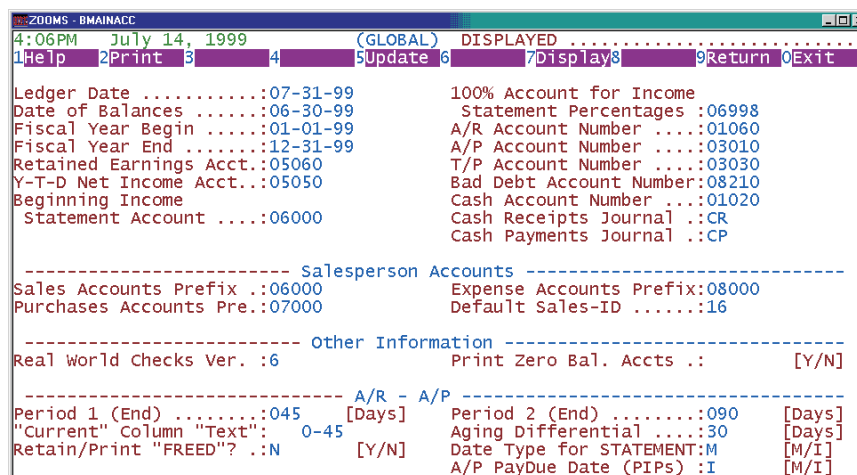 ZOOMS - BMAINACC
4:06PM July 14, 1999 (GLOBAL) DISPLAYED ...........................
1Help 2Print 3 4 5Update 6 7Display8 9Return 0Exit
Ledger Date ...........:07-31-99 100% Account for Income
Date of Balances ......:06-30-99 Statement Percentages :06998
Fiscal Year Begin .....:01-01-99 A/R Account Number ....:01060
Fiscal Year End .......:12-31-99 A/P Account Number ....:03010
Retained Earnings Acct.:05060 T/P Account Number ....:03030
Y-T-D Net Income Acct..:05050 Bad Debt Account Number:08210
Beginning Income Cash Account Number ...:01020
Statement Account ....:06000 Cash Receipts Journal .:CR
Cash Payments Journal .:CP
------------------------- Salesperson Accounts ------------------------------
Sales Accounts Prefix .:06000 Expense Accounts Prefix:08000
Purchases Accounts Pre.:07000 Default Sales-ID ......:16
-------------------------- Other Information --------------------------------
Real World Checks Ver. :6 Print Zero Bal. Accts .: [Y/N]
------------------------------ A/R - A/P ------------------------------------
Period 1 (End) ........:045 [Days] Period 2 (End) ........:090 [Days]
"Current" Column "Text": 0-45 Aging Differential ....:30 [Days]
Retain/Print "FREED"? .:N [Y/N] Date Type for STATEMENT:M [M/I]
A/P PayDue Date (PIPs) :I [M/I]